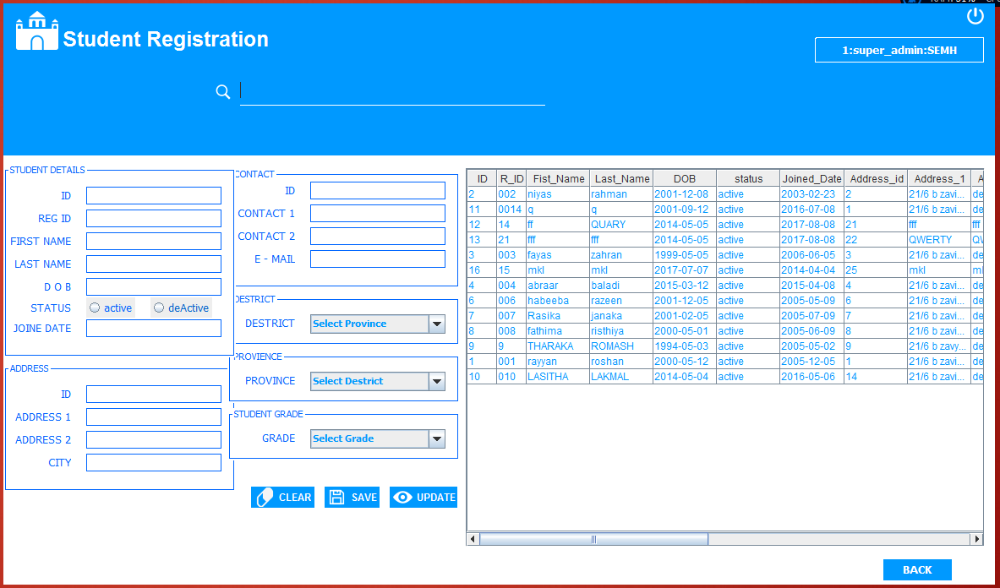 Student Registration
1:super_admin:SEMH
STUDENT DETAILS
ID
REG ID
FIRST NAME
LAST NAME
D O B
STATUS active deActive
JOINE DATE
ADDRESS
ID
ADDRESS 1
ADDRESS 2
CITY
CONTACT
ID
CONTACT 1
CONTACT 2
E - MAIL
DESTRICT
DESTRICT Select Province
PROVIENCE
PROVINCE Select Destrict
STUDENT GRADE
GRADE Select Grade
CLEAR SAVE UPDATE
ID R_ID Fist_Name Last_Name DOB status Joined_Date Address_id Address_1 A
2 002 niyas rahman 2001-12-08 active 2003-02-23 2 21/6 b zavi... de
11 0014 q q 2001-09-12 active 2016-07-08 1 21/6 b zavi... de
12 14 ff QUARY 2014-05-05 active 2017-08-08 21 fff fff
13 21 fff fff 2014-05-05 active 2017-08-08 22 QWERTY QW
3 003 fayas zahran 1999-05-05 active 2006-06-05 3 21/6 b zavi... de
16 15 mkl mkl 2017-07-07 active 2014-04-04 25 mkl ml
4 004 abraar baladi 2015-03-12 active 2015-04-08 4 21/6 b zavi... de
6 006 habeeba razeen 2001-12-05 active 2005-05-09 6 21/6 b zavi... de
7 007 Rasika janaka 2001-02-05 active 2005-07-09 7 21/6 b zavi... de
8 008 fathima risthiya 2000-05-01 active 2005-06-09 8 21/6 b zavi... de
9 9 THARAKA ROMASH 1994-05-03 active 2005-05-02 9 21/6 b zavy... de
1 001 rayyan roshan 2000-05-12 active 2005-12-05 1 21/6 b zavi... de
10 010 LASITHA LAKMAL 2014-05-04 active 2016-05-06 14 21/6 b zavi... de
BACK